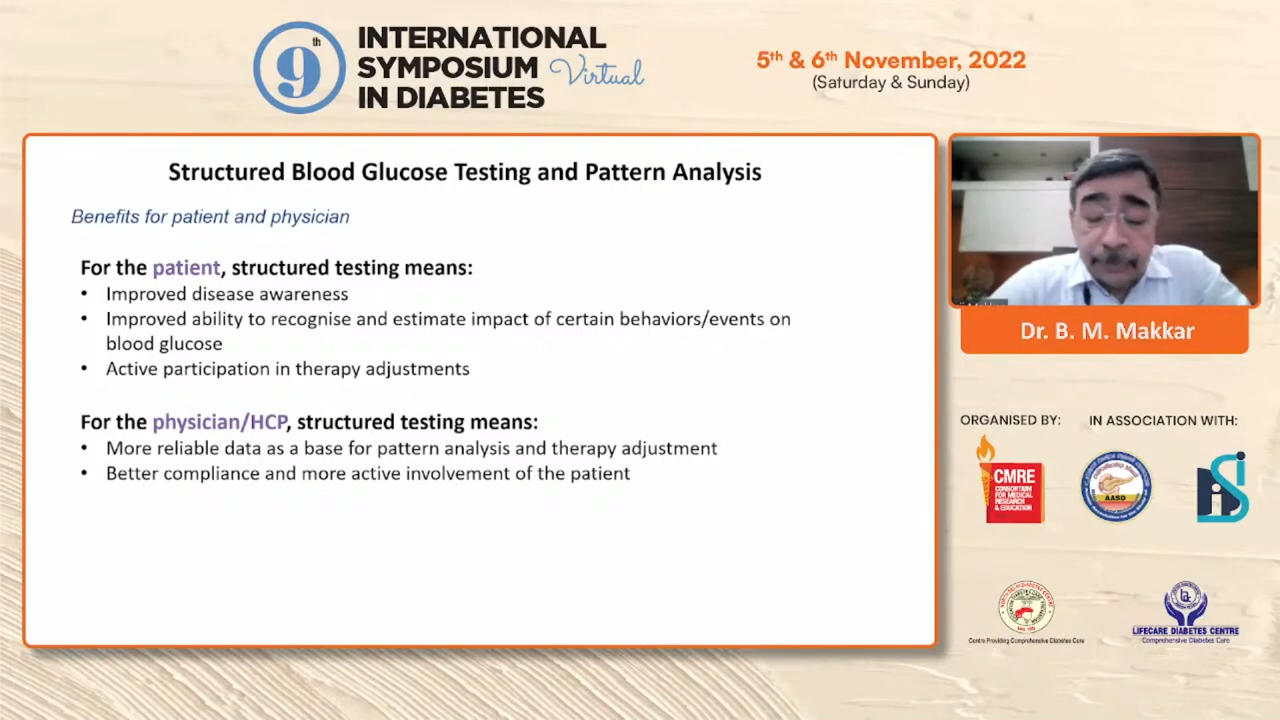 9th
INTERNATIONAL
SYMPOSIUM Virtual
IN DIABETES
5th & 6th November, 2022
(Saturday & Sunday)
Structured Blood Glucose Testing and Pattern Analysis
Benefits for patient and physician
For the patient, structured testing means:
• Improved disease awareness
• Improved ability to recognise and estimate impact of certain behaviors/events on
blood glucose
• Active participation in therapy adjustments
For the physician/HCP, structured testing means:
• More reliable data as a base for pattern analysis and therapy adjustment
• Better compliance and more active involvement of the patient
Dr. B. M. Makkar
ORGANISED BY:
IN ASSOCIATION WITH:
CMRE
CONSORTIUM
FOR MEDICAL
RESEARCH
& EDUCATION
AASD
Centre Providing Comprehensive Diabetes Care
LIFECARE DIABETES CENTRE
Comprehensive Diabetes Care